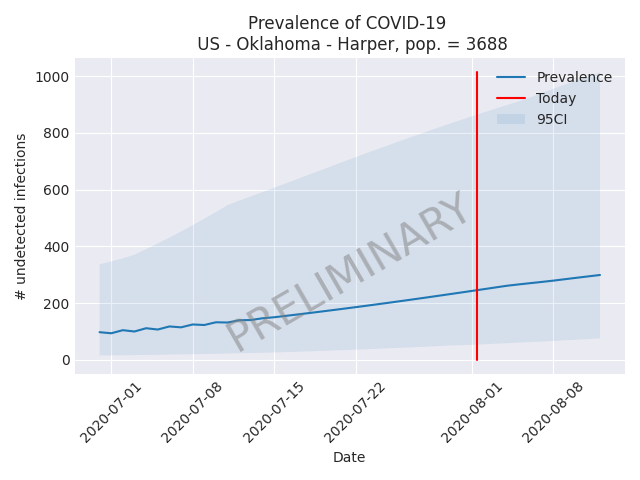 Prevalence of COVID-19
US - Oklahoma - Harper, pop. = 3688
Prevalence
Today
95CI
# undetected infections
1000
800
600
400
200
0
PRELIMINARY
2020-07-01
2020-07-08
2020-07-15
2020-07-22
2020-08-01
2020-08-08
Date